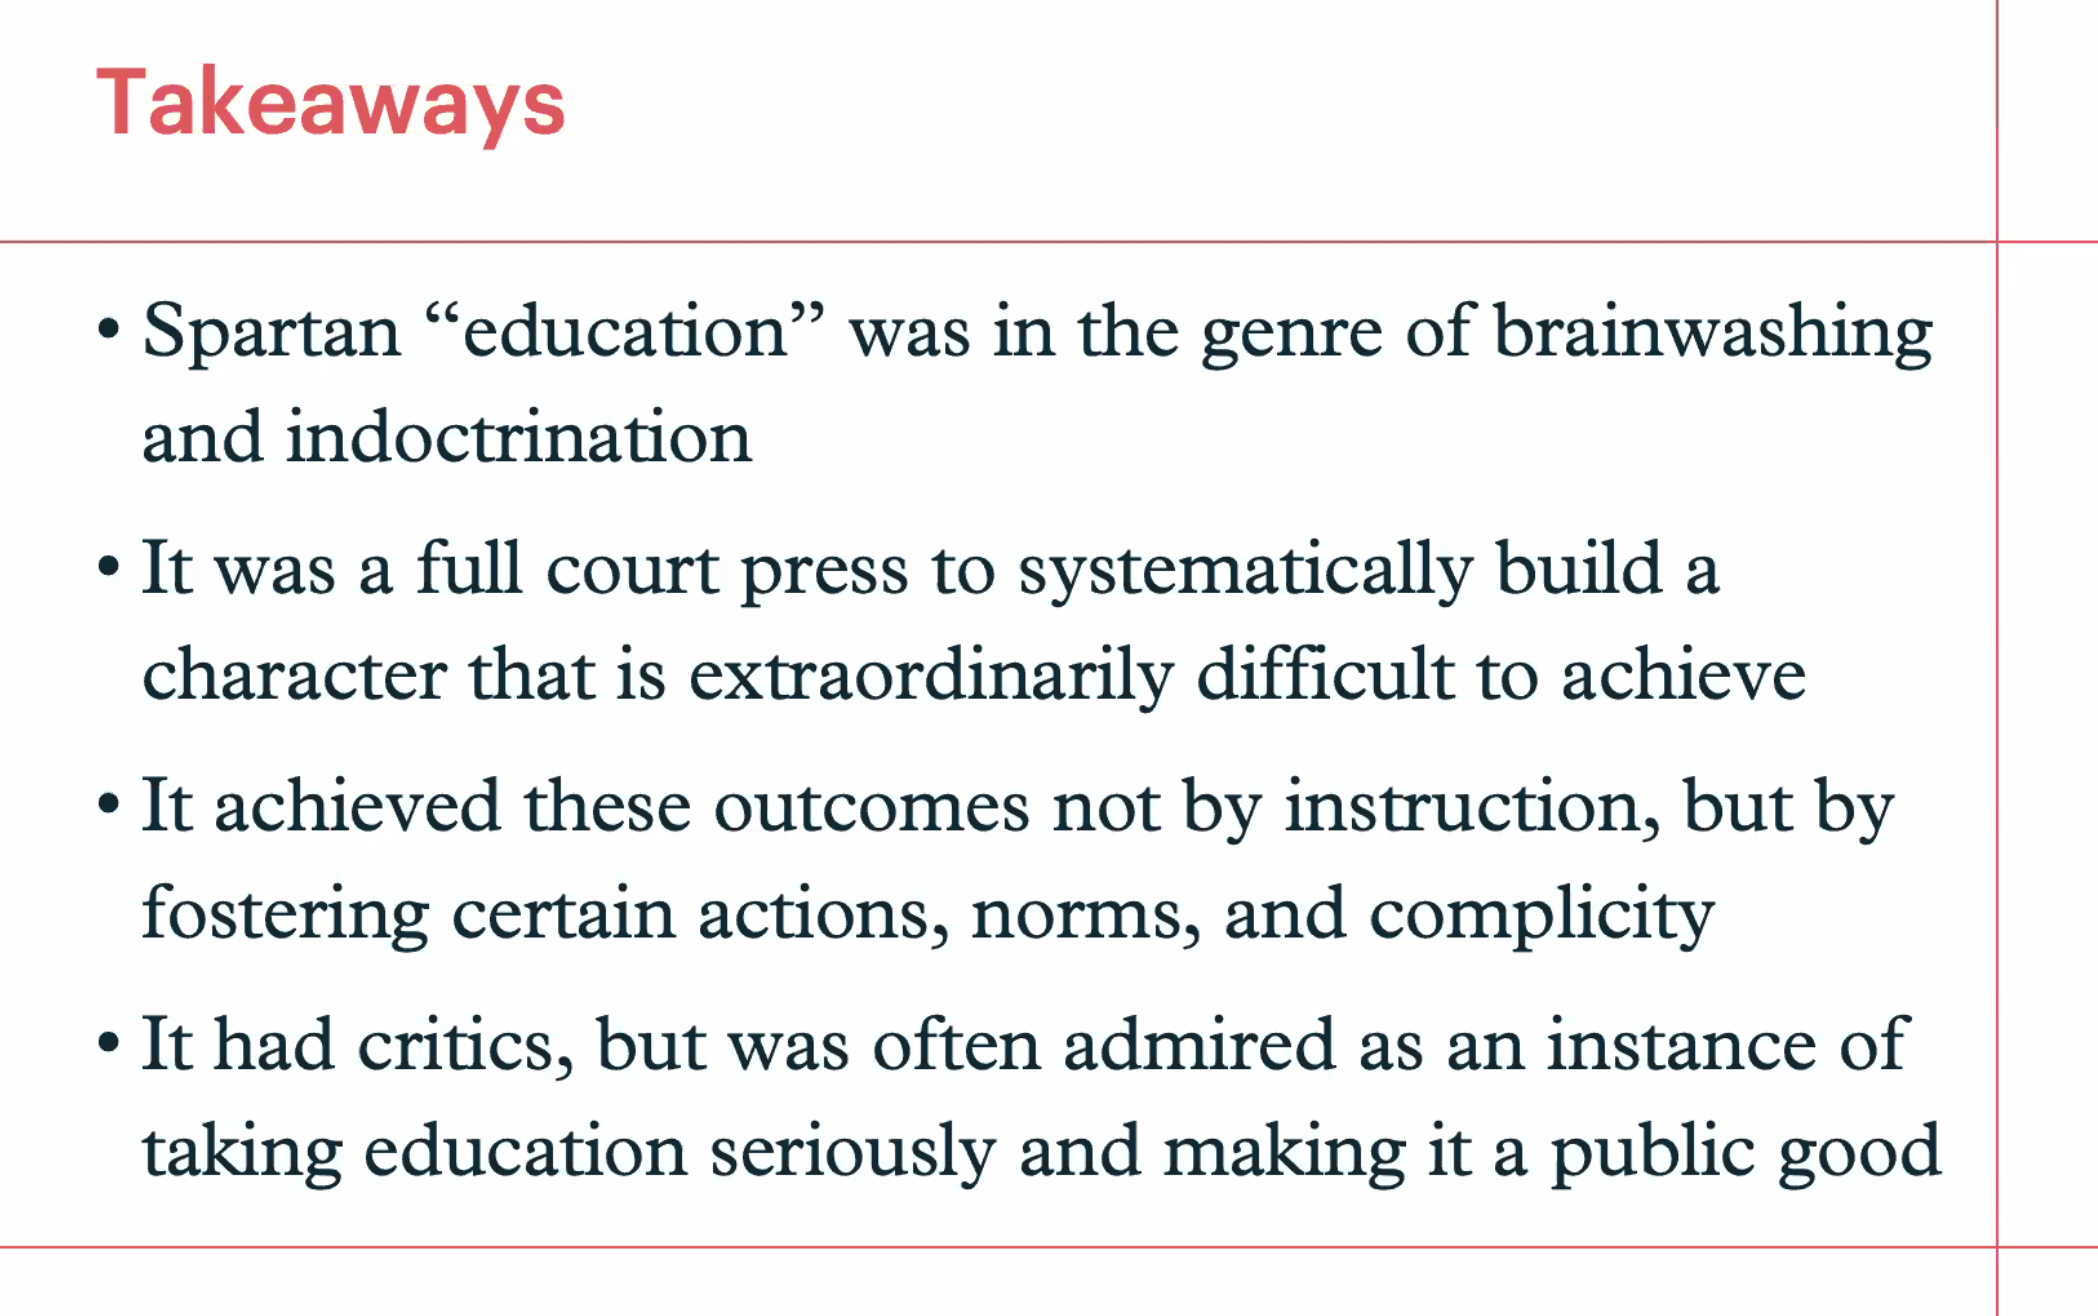 Takeaways
• Spartan “education” was in the genre of brainwashing
and indoctrination
• It was a full court press to systematically build a
character that is extraordinarily difficult to achieve
• It achieved these outcomes not by instruction, but by
fostering certain actions, norms, and complicity
• It had critics, but was often admired as an instance of
taking education seriously and making it a public good